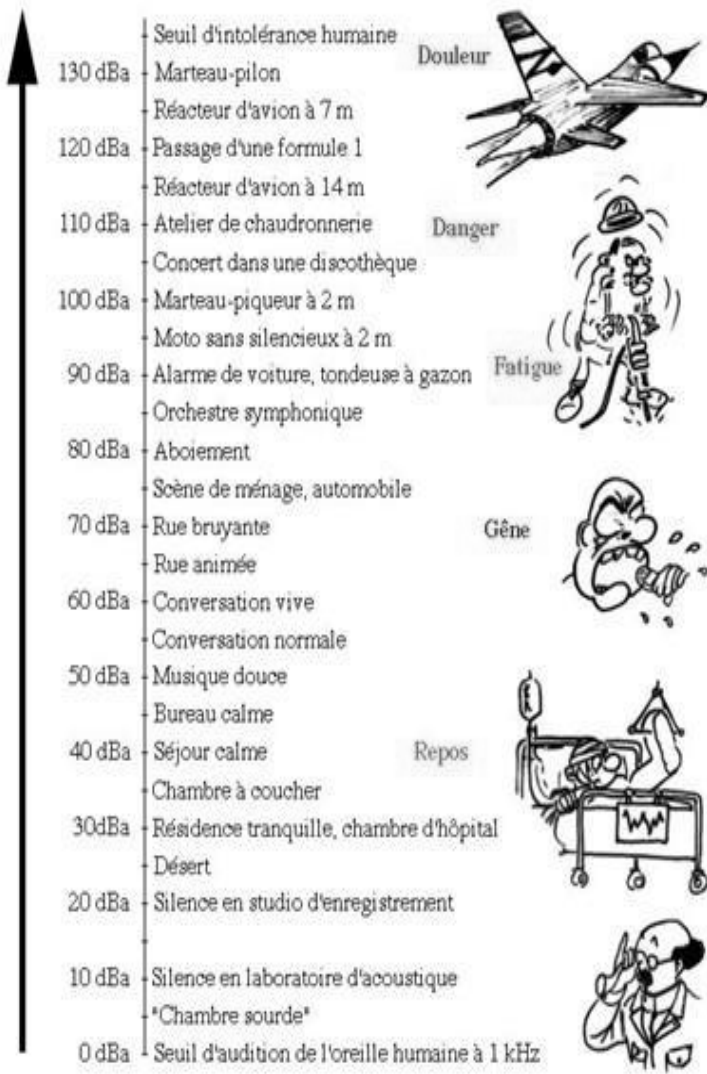 Seuil d'intolérance humaine
Douleur
130 dBa Marteau-pilon
Réacteur d'avion à 7 m
120 dBa Passage d'une formule 1
Réacteur d'avion à 14 m
110 dBa Atelier de chaudronnerie
Danger
Concert dans une discothèque
100 dBa Marteau-piqueur à 2 m
Moto sans silencieux à 2 m
Fatigue
90 dBa Alarme de voiture, tondeuse à gazon
Orchestre symphonique
80 dBa Aboiement
Scène de ménage, automobile
70 dBa Rue bruyante
Gêne
Rue animée
60 dBa Conversation vive
Conversation normale
50 dBa Musique douce
Bureau calme
40 dBa Séjour calme
Repos
Chambre à coucher
30dBa Résidence tranquille, chambre d'hôpital
Désert
20 dBa Silence en studio d'enregistrement
10 dBa Silence en laboratoire d'acoustique
"Chambre sourde"
0 dBa Seuil d'audition de l'oreille humaine à 1 kHz